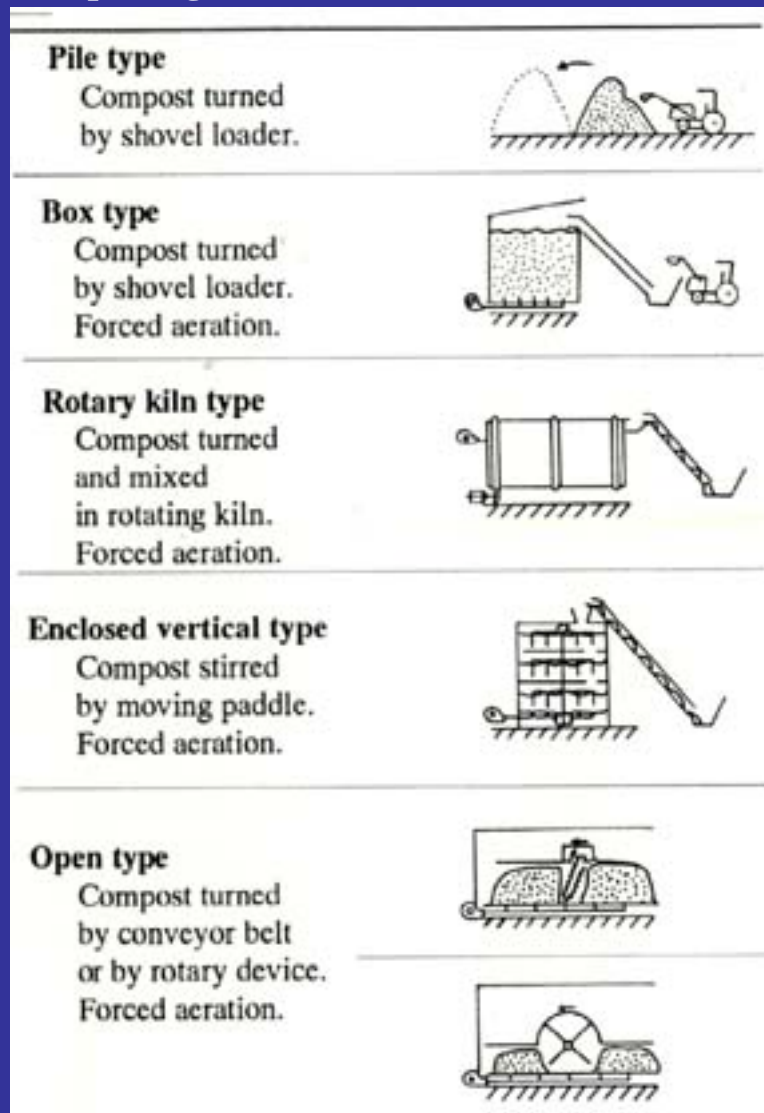 Pile type
Compost turned
by shovel loader.
Box type
Compost turned
by shovel loader.
Forced aeration.
Rotary kiln type
Compost turned
and mixed
in rotating kiln.
Forced aeration.
Enclosed vertical type
Compost stirred
by moving paddle.
Forced aeration.
Open type
Compost turned
by conveyor belt
or by rotary device.
Forced aeration.